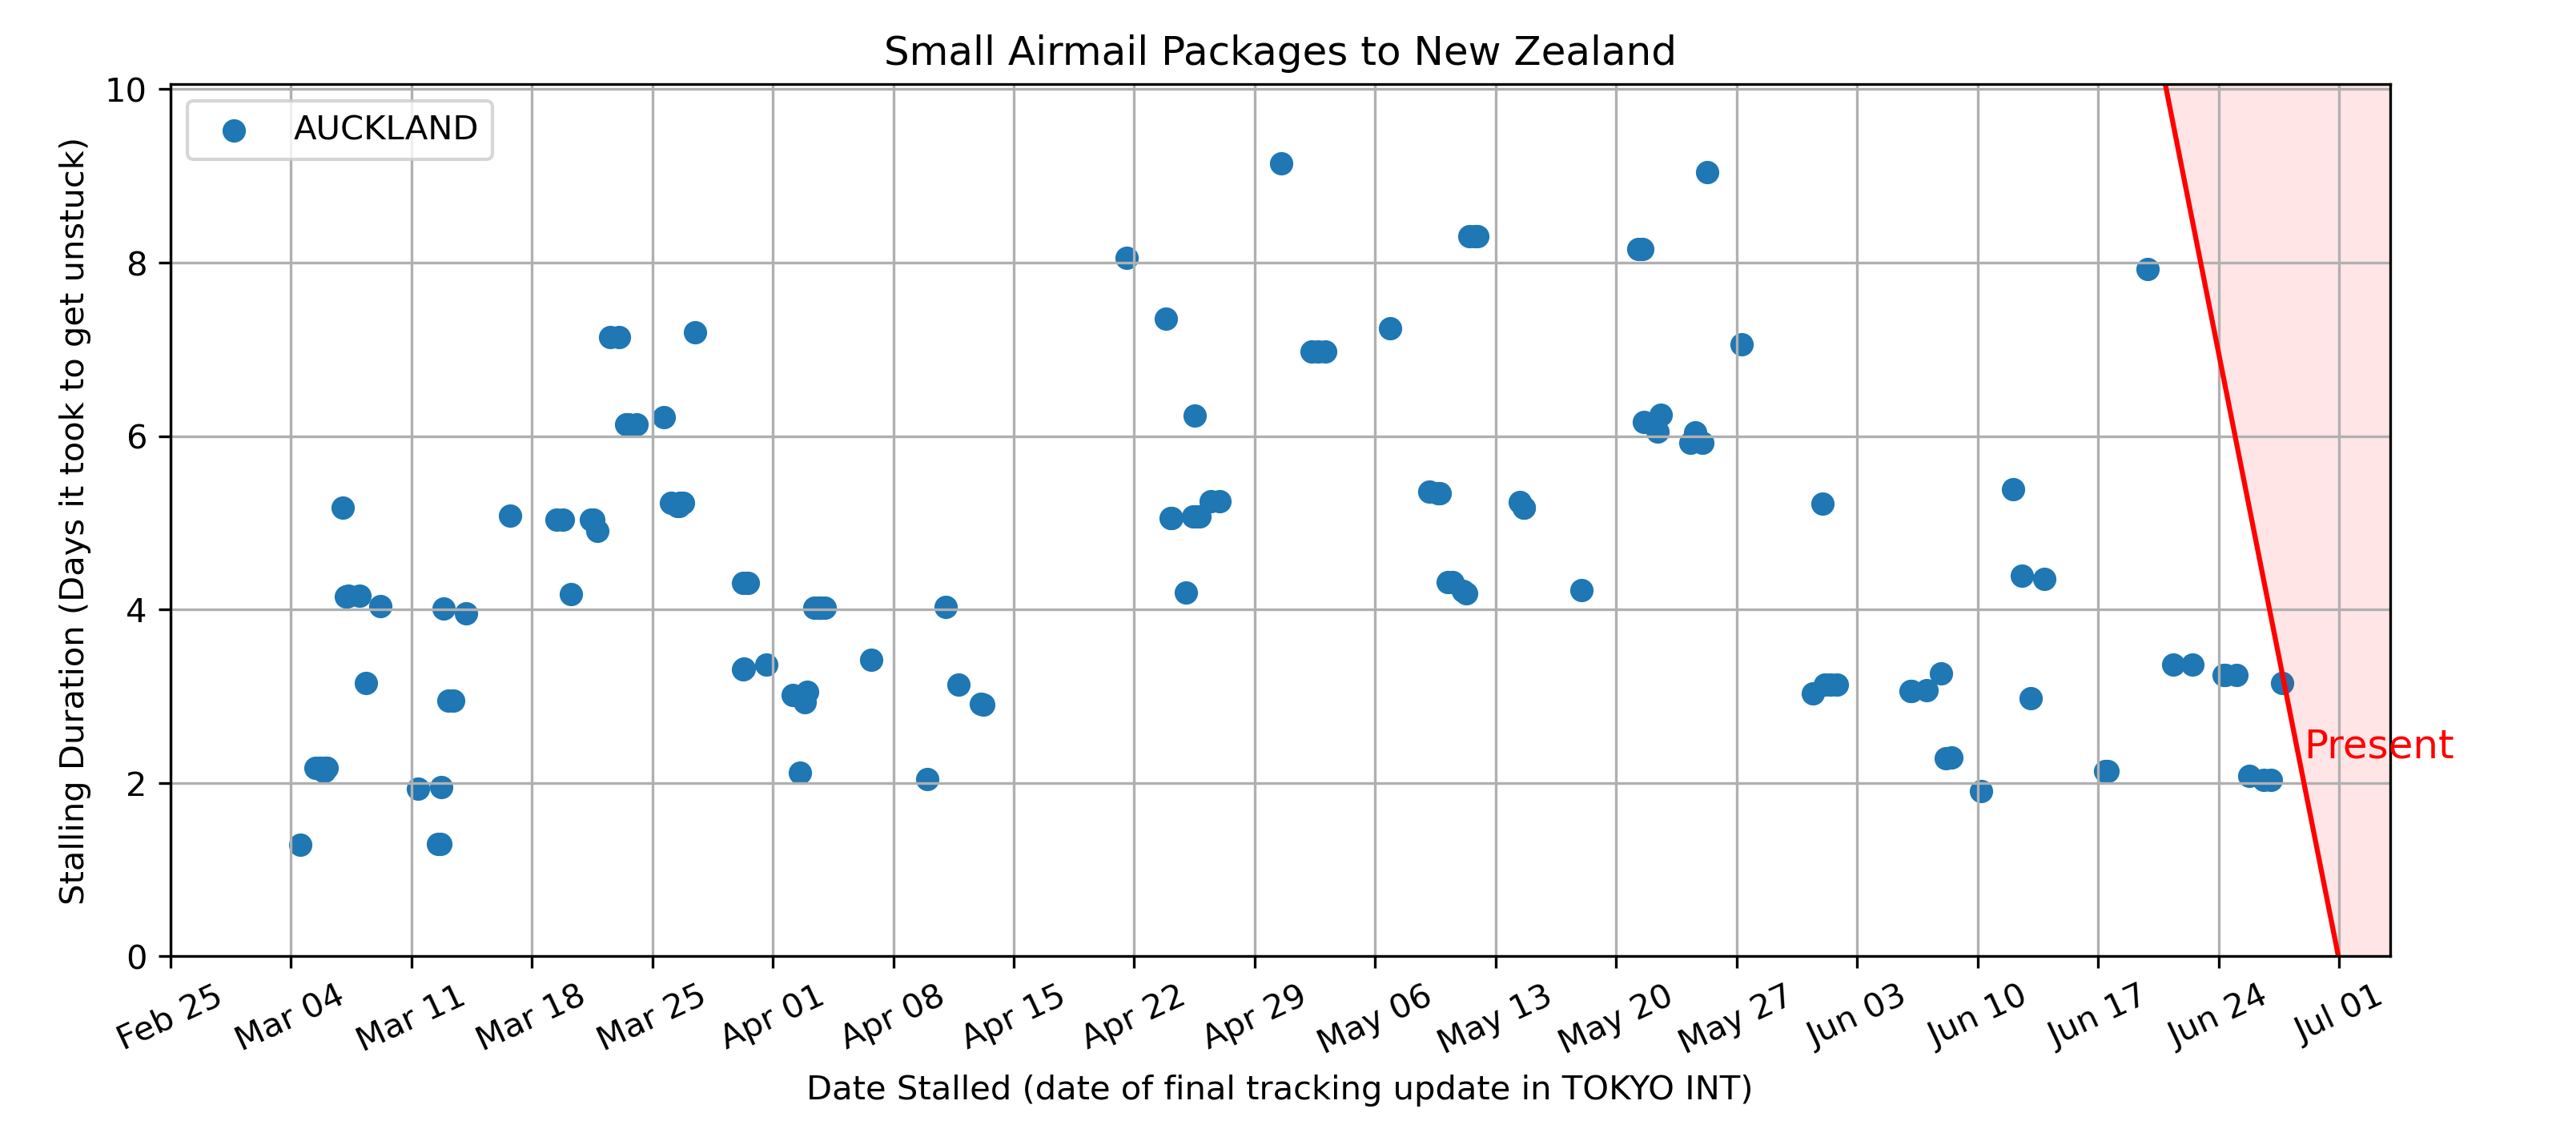 Small Airmail Packages to New Zealand
AUCKLAND
Stalling Duration (Days it took to get unstuck)
10
8
6
4
2
0
Present
Feb 25
Mar 04
Mar 11
Mar 18
Mar 25
Apr 01
Apr 08
Apr 15
Apr 22
Apr 29
May 06
May 13
May 20
May 27
Jun 03
Jun 10
Jun 17
Jun 24
Jul 01
Date Stalled (date of final tracking update in TOKYO INT)